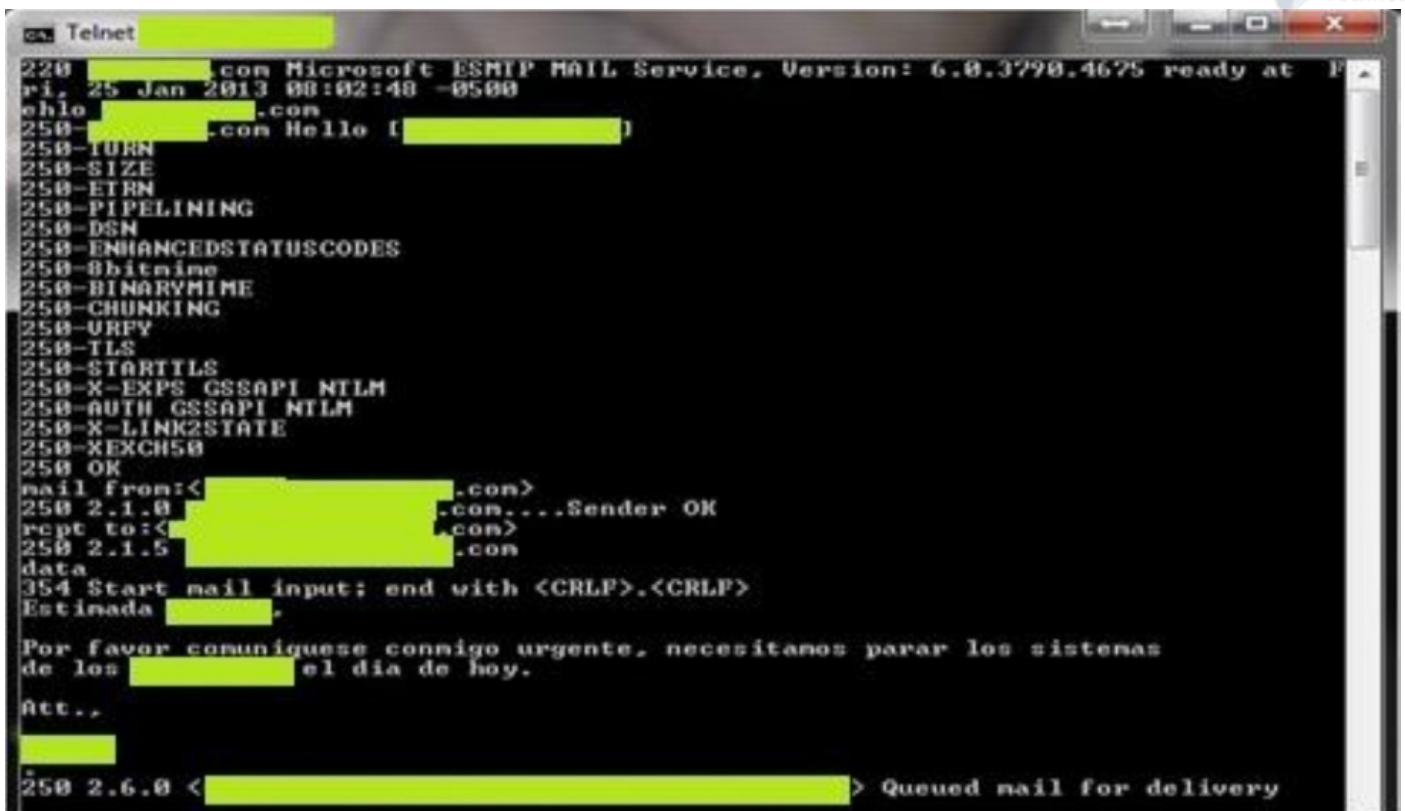 Telnet
220 .com Microsoft ESMTP MAIL Service, Version: 6.0.3790.4675 ready at F
ri, 25 Jan 2013 08:02:48 -0500
ehlo .com
250- .com Hello [ ]
250-TURN
250-SIZE
250-ETRN
250-PIPELINING
250-DSN
250-ENHANCEDSTATUSCODES
250-8bitmime
250-BINARYMIME
250-CHUNKING
250-VRFY
250-TLS
250-STARTTLS
250-X-EXPS GSSAPI NTLM
250-AUTH GSSAPI NTLM
250-X-LINK2STATE
250-XEXCH50
250 OK
mail from:< .com>
250 2.1.0 .com....Sender OK
rcpt to:< .com>
250 2.1.5 .com
data
354 Start mail input; end with <CRLF>.<CRLF>
Estimada ,
Por favor comuniquese conmigo urgente, necesitamos parar los sistemas
de los el dia de hoy.
Att.,
.
250 2.6.0 < > Queued mail for delivery